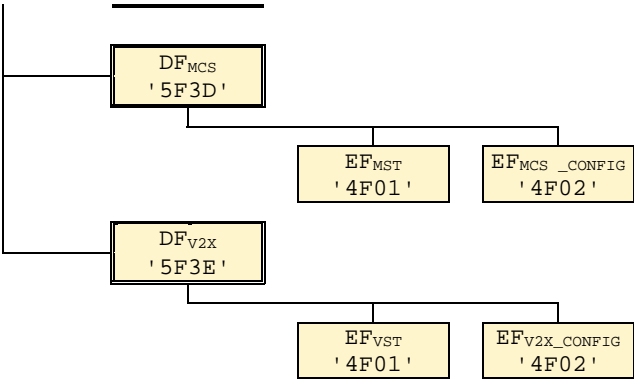 DFMCS
'5F3D'
EFMST
'4F01'
EFMCS _CONFIG
'4F02'
DFV2X
'5F3E'
EFVST
'4F01'
EFV2X_CONFIG
'4F02'